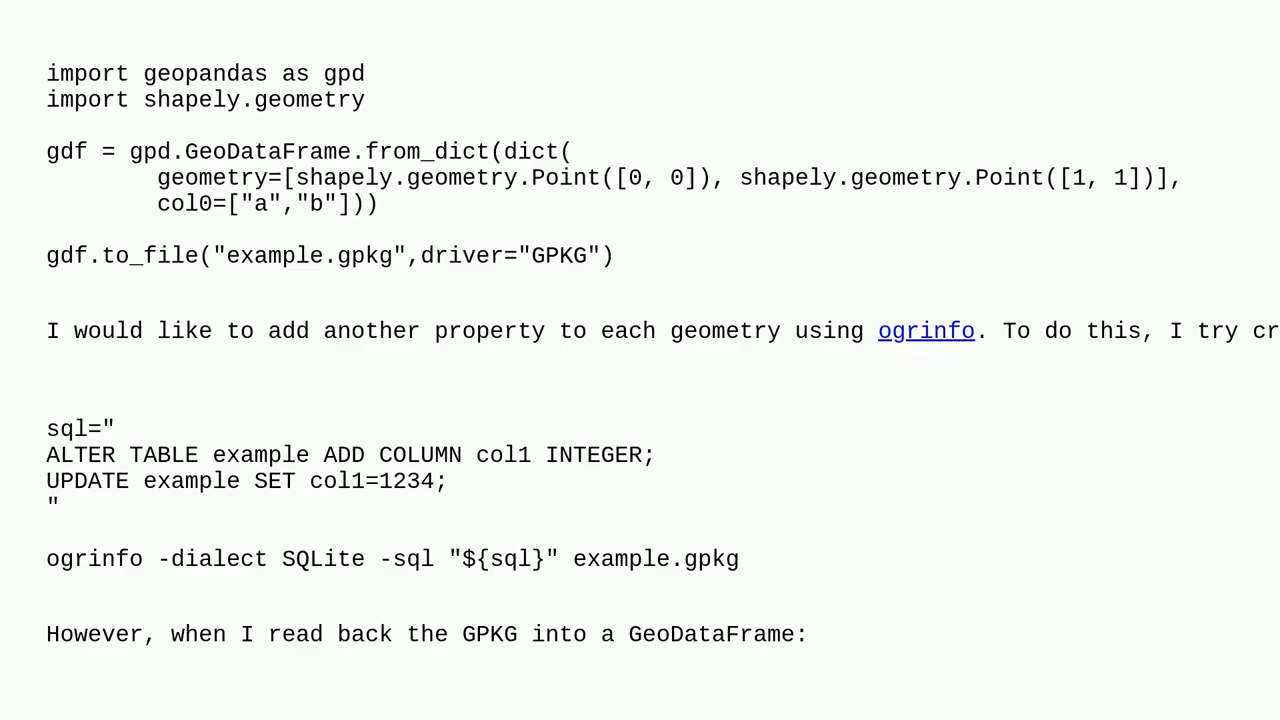 import geopandas as gpd
import shapely.geometry
gdf = gpd.GeoDataFrame.from_dict(dict(
geometry=[shapely.geometry.Point([0, 0]), shapely.geometry.Point([1, 1])],
col0=["a","b"]))
gdf.to_file("example.gpkg",driver="GPKG")
I would like to add another property to each geometry using ogrinfo. To do this, I try cr
sql="
ALTER TABLE example ADD COLUMN col1 INTEGER;
UPDATE example SET col1=1234;
"
ogrinfo -dialect SQLite -sql "${sql}" example.gpkg
However, when I read back the GPKG into a GeoDataFrame: